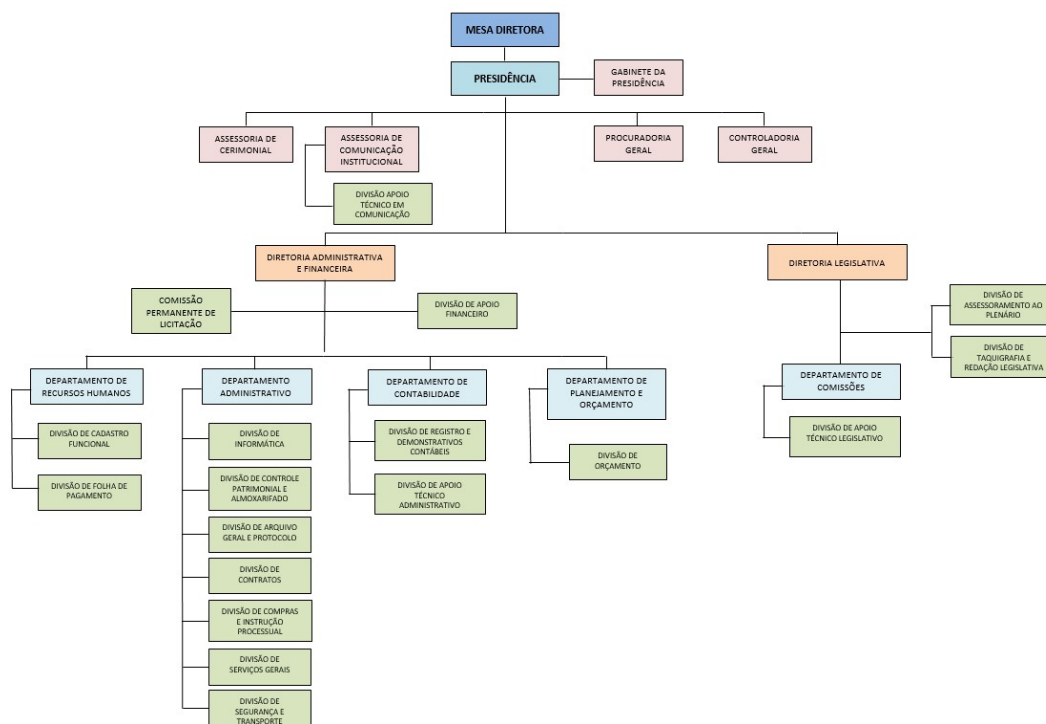 MESA DIRETORA
PRESIDÊNCIA
GABINETE DA
PRESIDÊNCIA
ASSESSORIA DE
CERIMONIAL
ASSESSORIA DE
COMUNICAÇÃO
INSTITUCIONAL
PROCURADORIA
GERAL
CONTROLADORIA
GERAL
DIVISÃO APOIO
TÉCNICO EM
COMUNICAÇÃO
DIRETORIA ADMINISTRATIVA
E FINANCEIRA
DIRETORIA LEGISLATIVA
COMISSÃO
PERMANENTE DE
LICITAÇÃO
DIVISÃO DE APOIO
FINANCEIRO
DIVISÃO DE
ASSESSORAMENTO AO
PLENÁRIO
DIVISÃO DE
TAQUIGRAFIA E
REDAÇÃO LEGISLATIVA
DEPARTAMENTO DE
RECURSOS HUMANOS
DIVISÃO DE CADASTRO
FUNCIONAL
DIVISÃO DE FOLHA DE
PAGAMENTO
DEPARTAMENTO
ADMINISTRATIVO
DIVISÃO DE
INFORMÁTICA
DIVISÃO DE CONTROLE
PATRIMONIAL E
ALMOXARIFADO
DIVISÃO DE ARQUIVO
GERAL E PROTOCOLO
DIVISÃO DE
CONTRATOS
DIVISÃO DE COMPRAS
E INSTRUÇÃO
PROCESSUAL
DIVISÃO DE
SERVIÇOS GERAIS
DIVISÃO DE
SEGURANÇA E
TRANSPORTE
DEPARTAMENTO DE
CONTABILIDADE
DIVISÃO DE REGISTRO E
DEMONSTRATIVOS
CONTÁBEIS
DIVISÃO DE APOIO
TÉCNICO
ADMINISTRATIVO
DEPARTAMENTO DE
PLANEJAMENTO E
ORÇAMENTO
DIVISÃO DE
ORÇAMENTO
DEPARTAMENTO DE
COMISSÕES
DIVISÃO DE APOIO
TÉCNICO LEGISLATIVO